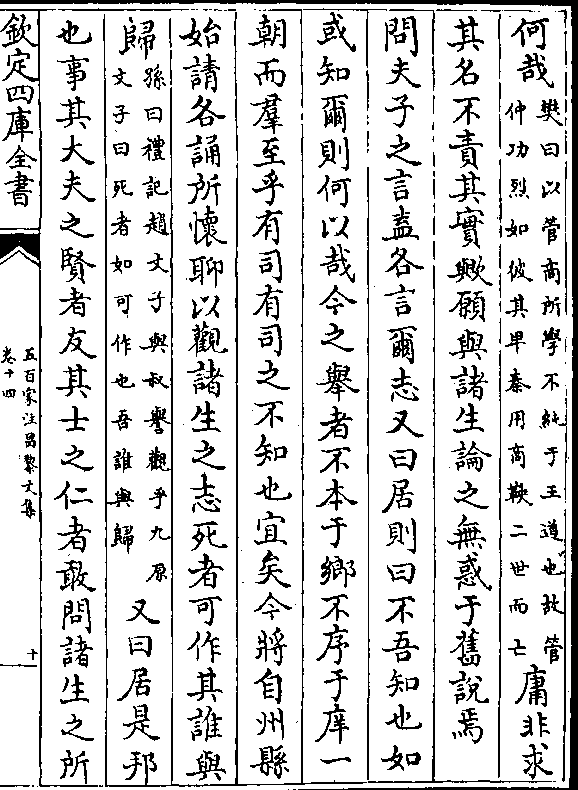 何哉
樊曰以管商所學不純于王道也故管
仲功烈如彼其卑秦用商鞅二世而亡
庸非求
其名不責其實歟願與諸生論之無惑于舊說焉
問夫子之言盍各言爾志又曰居則曰不吾知也如
或知爾則何以哉今之舉者不本于鄉不序于庠一
朝而羣至乎有司有司之不知也宜矣今將自州縣
始請各誦所懷聊以觀諸生之志死者可作其誰與
歸
孫曰禮記趙文子與叔譽觀乎九原
文子曰死者如可作也吾誰與歸
又曰居是邦
也事其大夫之賢者友其士之仁者敢問諸生之所
欽定四庫全書
五百家注昌黎文集
卷十四
十